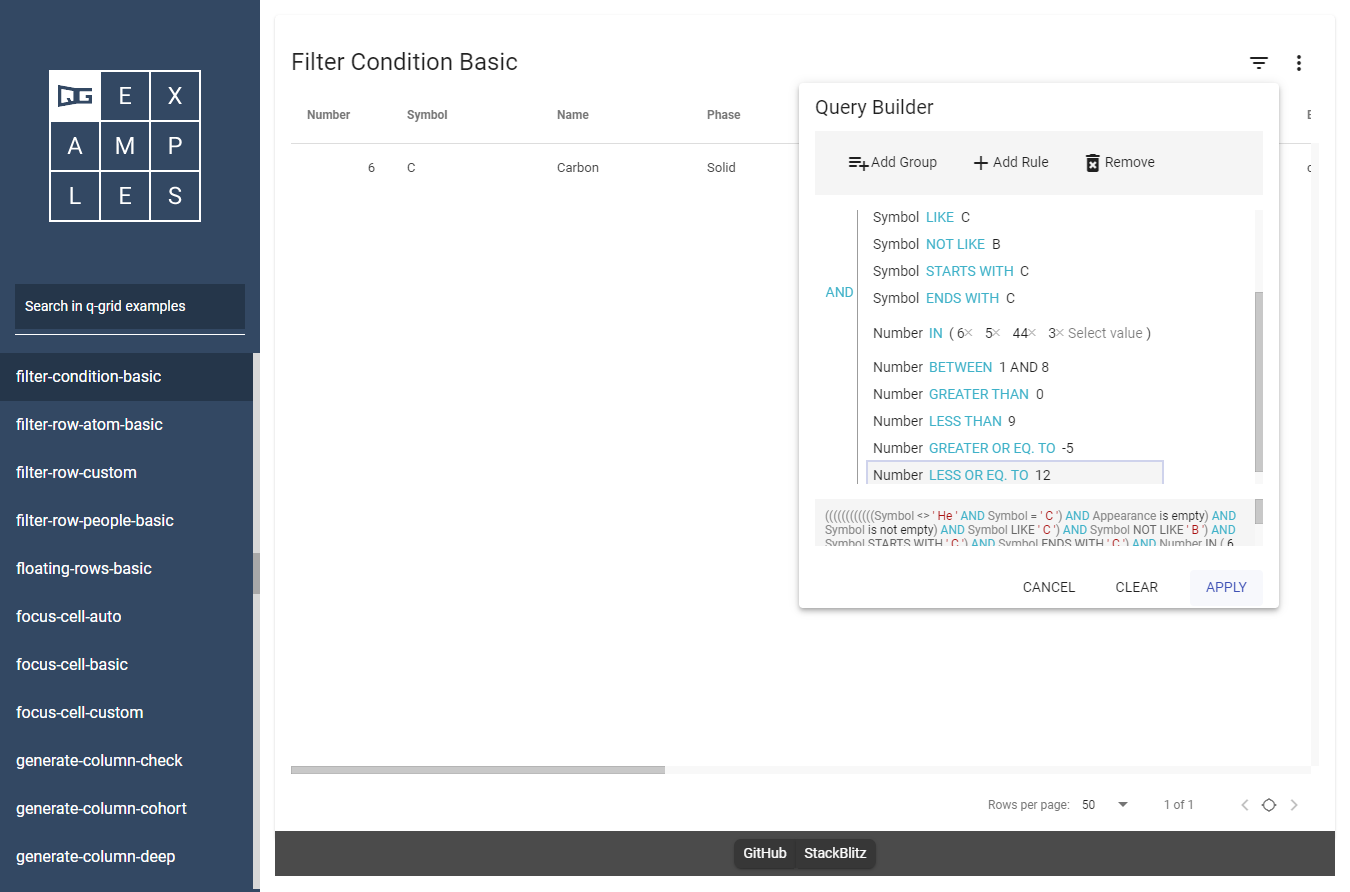 QG E X
A M P
L E S
Search in q-grid examples
filter-condition-basic
filter-row-atom-basic
filter-row-custom
filter-row-people-basic
floating-rows-basic
focus-cell-auto
focus-cell-basic
focus-cell-custom
generate-column-check
generate-column-cohort
generate-column-deep
Filter Condition Basic
Number Symbol Name Phase
6 C Carbon Solid
Query Builder
Add Group Add Rule Remove
AND
Symbol LIKE C
Symbol NOT LIKE B
Symbol STARTS WITH C
Symbol ENDS WITH C
Number IN ( 6× 5× 44× 3× Select value )
Number BETWEEN 1 AND 8
Number GREATER THAN 0
Number LESS THAN 9
Number GREATER OR EQ. TO -5
Number LESS OR EQ. TO 12
((((((((((((Symbol <> ' He ' AND Symbol = ' C ') AND Appearance is empty) AND
Symbol is not empty) AND Symbol LIKE ' C ') AND Symbol NOT LIKE ' B ') AND
Symbol STARTS WITH ' C ') AND Symbol ENDS WITH ' C ') AND Number IN ( 6
CANCEL CLEAR APPLY
Rows per page: 50 1 of 1
GitHub StackBlitz